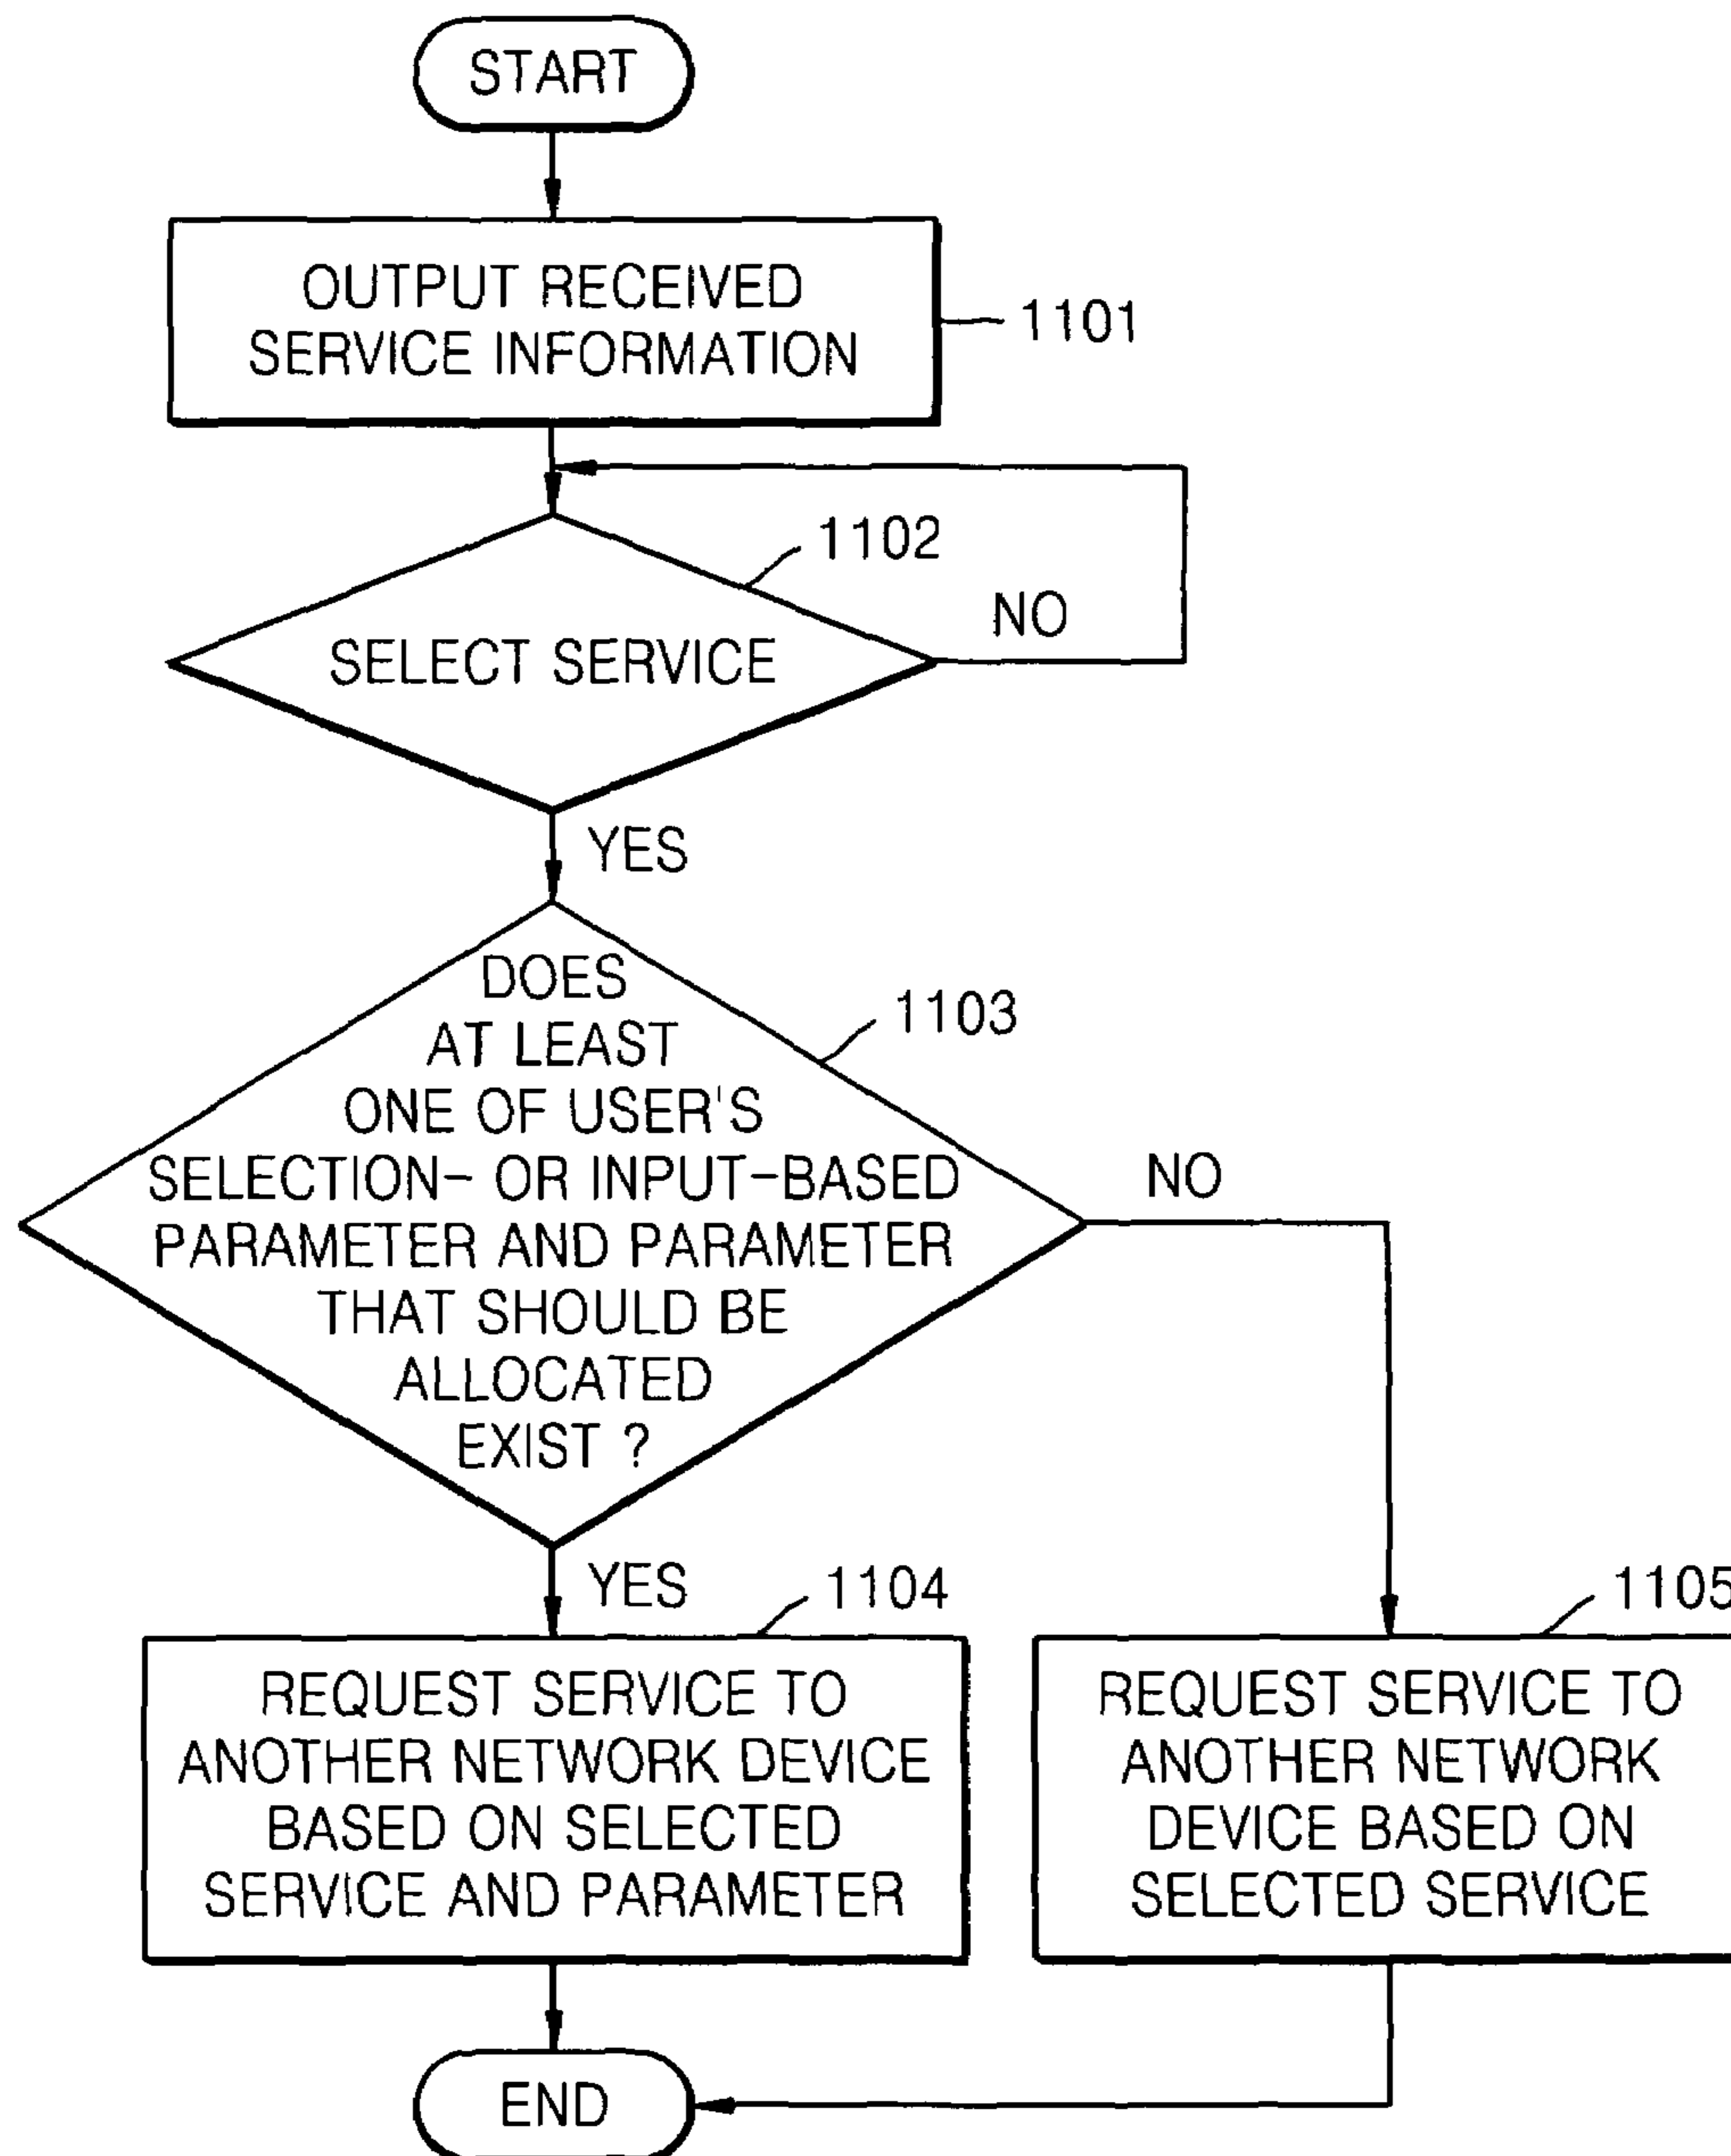 START
OUTPUT RECEIVED
SERVICE INFORMATION
1101
1102
SELECT SERVICE
NO
YES
DOES
AT LEAST
ONE OF USER'S
SELECTION- OR INPUT-BASED
PARAMETER AND PARAMETER
THAT SHOULD BE
ALLOCATED
EXIST ?
1103
NO
YES
1104
REQUEST SERVICE TO
ANOTHER NETWORK DEVICE
BASED ON SELECTED
SERVICE AND PARAMETER
1105
REQUEST SERVICE TO
ANOTHER NETWORK
DEVICE BASED ON
SELECTED SERVICE
END